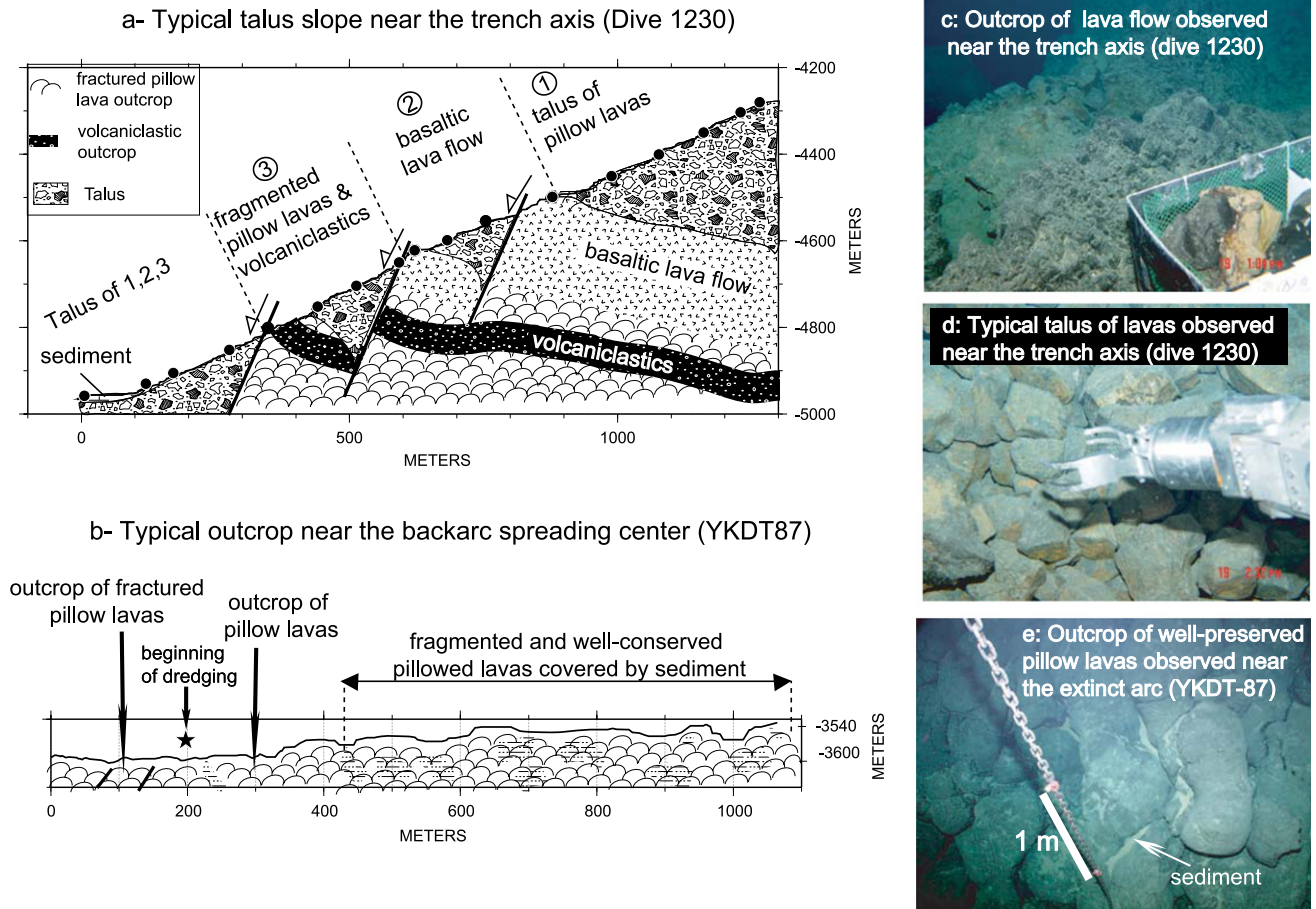 a- Typical talus slope near the trench axis (Dive 1230)
fractured pillow
lava outcrop
volcaniclastic
outcrop
Talus
①
talus of
pillow lavas
②
basaltic
lava flow
③
fragmented
pillow lavas &
volcaniclastics
Talus of 1,2,3
sediment
basaltic lava flow
volcaniclastics
-4200
-4400
-4600
-4800
-5000
METERS
0
500
1000
METERS
b- Typical outcrop near the backarc spreading center (YKDT87)
outcrop of fractured
pillow lavas
beginning
of dredging
outcrop of
pillow lavas
fragmented and well-conserved
pillowed lavas covered by sediment
-3540
-3600
METERS
0
200
400
600
800
1000
METERS
c: Outcrop of lava flow observed
near the trench axis (dive 1230)
d: Typical talus of lavas observed
near the trench axis (dive 1230)
e: Outcrop of well-preserved
pillow lavas observed near
the extinct arc (YKDT-87)
1 m
sediment